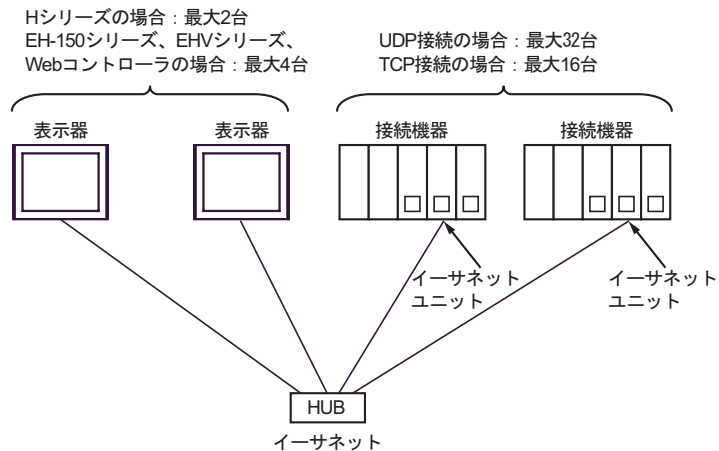 Hシリーズの場合：最大2台
EH-150シリーズ、EHVシリーズ、
Webコントローラの場合：最大4台
UDP接続の場合：最大32台
TCP接続の場合：最大16台
表示器
表示器
接続機器
接続機器
イーサネット
ユニット
イーサネット
ユニット
HUB
イーサネット